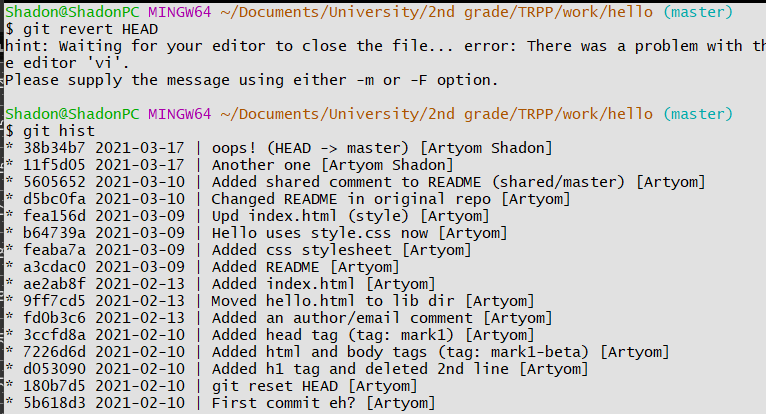 Shadon@ShadonPC MINGW64 ~/Documents/University/2nd grade/TRPP/work/hello (master)
$ git revert HEAD
hint: Waiting for your editor to close the file... error: There was a problem with th
e editor 'vi'.
Please supply the message using either -m or -F option.
Shadon@ShadonPC MINGW64 ~/Documents/University/2nd grade/TRPP/work/hello (master)
$ git hist
* 38b34b7 2021-03-17 | oops! (HEAD -> master) [Artyom Shadon]
* 11f5d05 2021-03-17 | Another one [Artyom Shadon]
* 5605652 2021-03-10 | Added shared comment to README (shared/master) [Artyom]
* d5bc0fa 2021-03-10 | Changed README in original repo [Artyom]
* fea156d 2021-03-09 | Upd index.html (style) [Artyom]
* b64739a 2021-03-09 | Hello uses style.css now [Artyom]
* feaba7a 2021-03-09 | Added css stylesheet [Artyom]
* a3cdac0 2021-03-09 | Added README [Artyom]
* ae2ab8f 2021-02-13 | Added index.html [Artyom]
* 9ff7cd5 2021-02-13 | Moved hello.html to lib dir [Artyom]
* fd0b3c6 2021-02-13 | Added an author/email comment [Artyom]
* 3ccfd8a 2021-02-10 | Added head tag (tag: mark1) [Artyom]
* 7226d6d 2021-02-10 | Added html and body tags (tag: mark1-beta) [Artyom]
* d053090 2021-02-10 | Added h1 tag and deleted 2nd line [Artyom]
* 180b7d5 2021-02-10 | git reset HEAD [Artyom]
* 5b618d3 2021-02-10 | First commit eh? [Artyom]